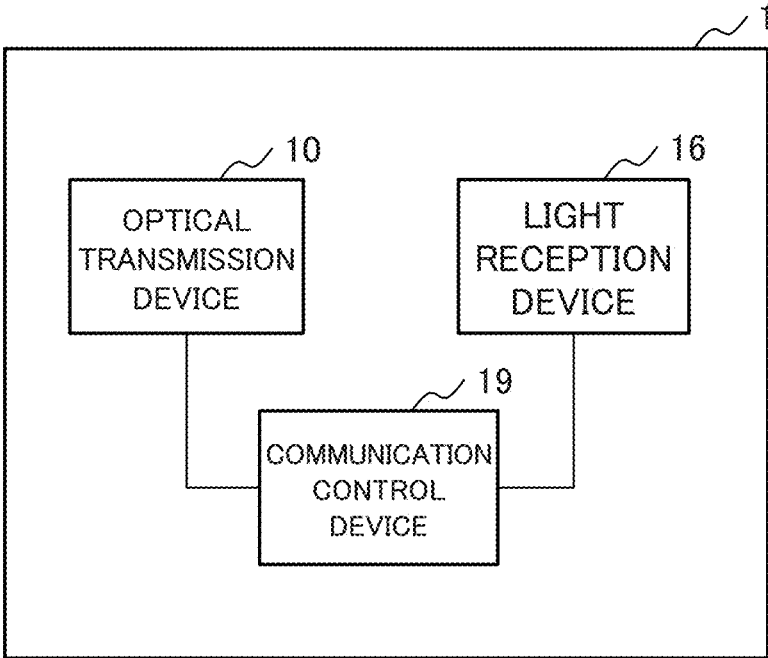 1
10
16
OPTICAL
TRANSMISSION
DEVICE
LIGHT
RECEPTION
DEVICE
19
COMMUNICATION
CONTROL
DEVICE